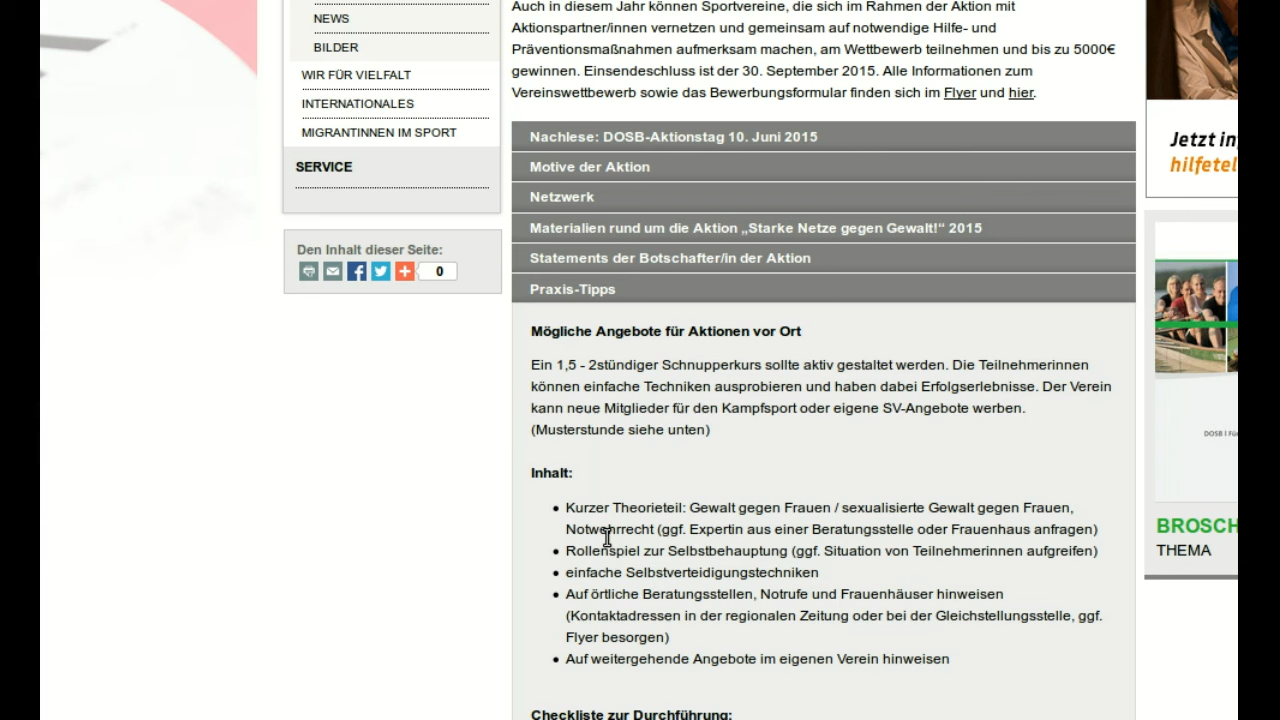 NEWS
BILDER
WIR FÜR VIELFALT
INTERNATIONALES
MIGRANTINNEN IM SPORT
SERVICE
Den Inhalt dieser Seite:
0
Auch in diesem Jahr können Sportvereine, die sich im Rahmen der Aktion mit
Aktionspartner/innen vernetzen und gemeinsam auf notwendige Hilfe- und
Präventionsmaßnahmen aufmerksam machen, am Wettbewerb teilnehmen und bis zu 5000€
gewinnen. Einsendeschluss ist der 30. September 2015. Alle Informationen zum
Vereinswettbewerb sowie das Bewerbungsformular finden sich im Flyer und hier.
Nachlese: DOSB-Aktionstag 10. Juni 2015
Motive der Aktion
Netzwerk
Materialien rund um die Aktion „Starke Netze gegen Gewalt!“ 2015
Statements der Botschafter/in der Aktion
Praxis-Tipps
Mögliche Angebote für Aktionen vor Ort
Ein 1,5 - 2stündiger Schnupperkurs sollte aktiv gestaltet werden. Die Teilnehmerinnen
können einfache Techniken ausprobieren und haben dabei Erfolgserlebnisse. Der Verein
kann neue Mitglieder für den Kampfsport oder eigene SV-Angebote werben.
(Musterstunde siehe unten)
Inhalt:
• Kurzer Theorieteil: Gewalt gegen Frauen / sexualisierte Gewalt gegen Frauen,
Notwehrrecht (ggf. Expertin aus einer Beratungsstelle oder Frauenhaus anfragen)
• Rollenspiel zur Selbstbehauptung (ggf. Situation von Teilnehmerinnen aufgreifen)
• einfache Selbstverteidigungstechniken
• Auf örtliche Beratungsstellen, Notrufe und Frauenhäuser hinweisen
(Kontaktadressen in der regionalen Zeitung oder bei der Gleichstellungsstelle, ggf.
Flyer besorgen)
• Auf weitergehende Angebote im eigenen Verein hinweisen
Checkliste zur Durchführung:
Jetzt in
hilfetel
DOSB I Fü
BROSCH
THEMA